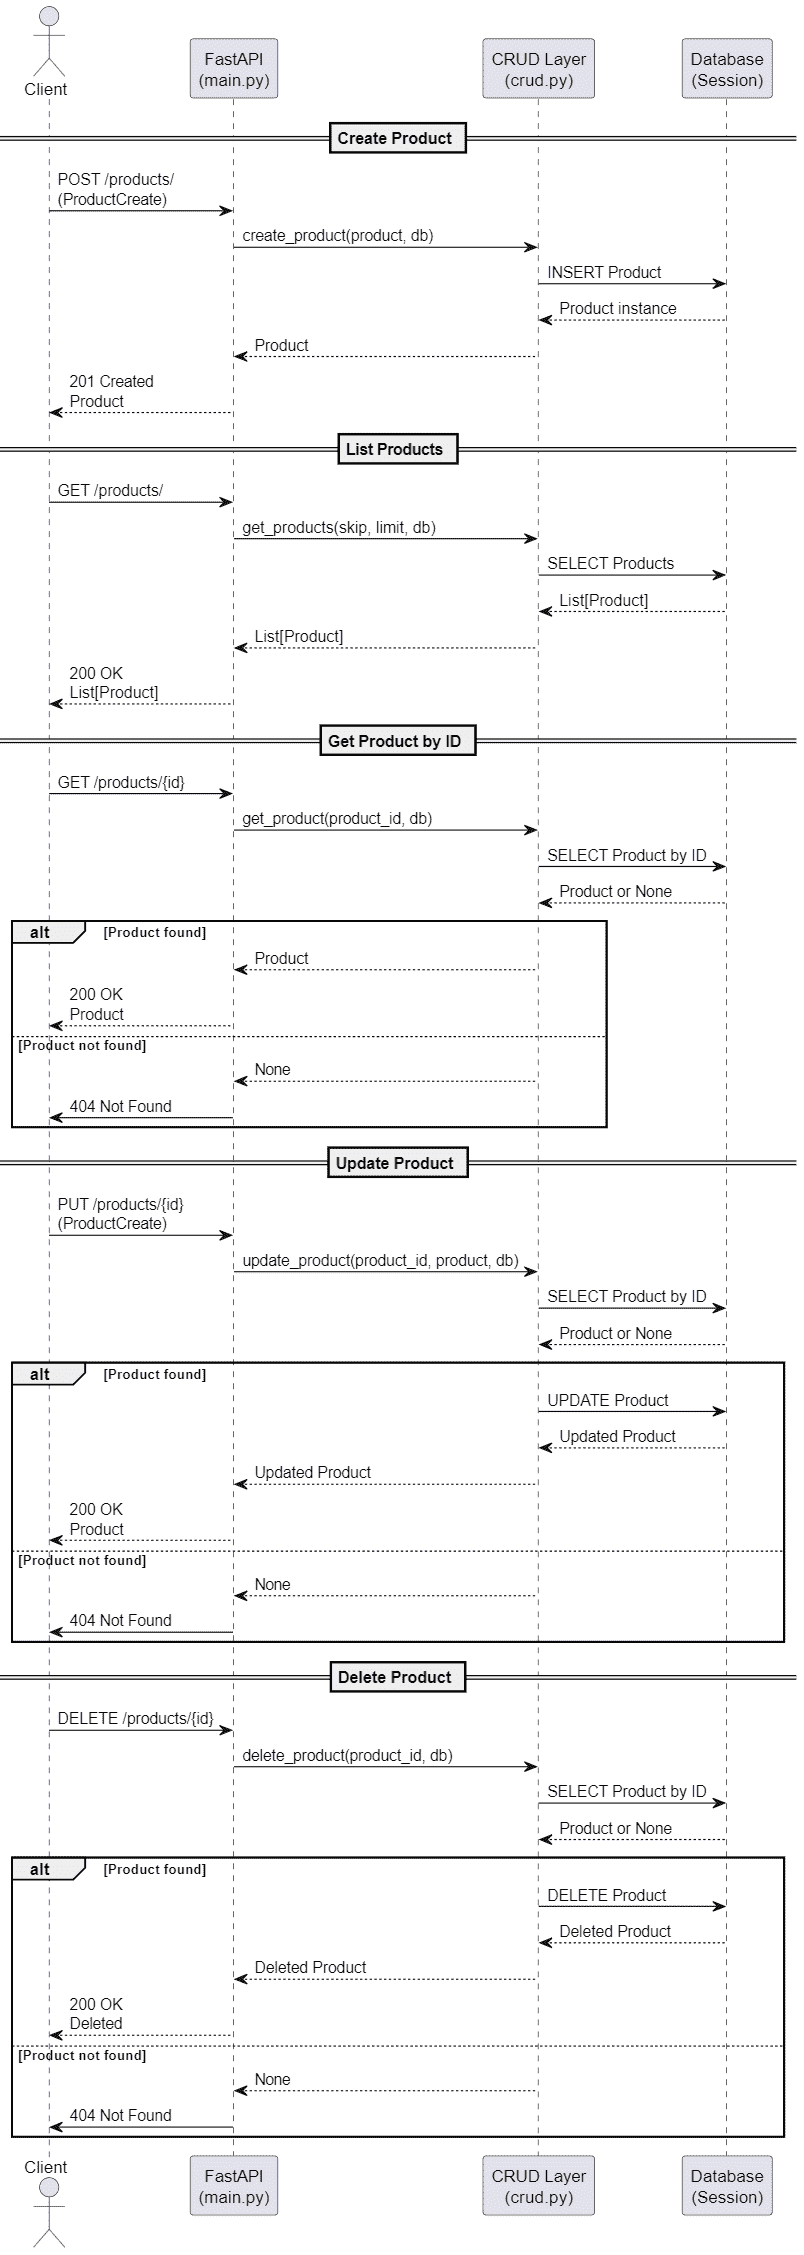 Client
FastAPI
(main.py)
CRUD Layer
(crud.py)
Database
(Session)
Create Product
POST /products/
(ProductCreate)
create_product(product, db)
INSERT Product
Product instance
Product
201 Created
Product
List Products
GET /products/
get_products(skip, limit, db)
SELECT Products
List[Product]
List[Product]
200 OK
List[Product]
Get Product by ID
GET /products/{id}
get_product(product_id, db)
SELECT Product by ID
Product or None
alt
[Product found]
Product
200 OK
Product
[Product not found]
None
404 Not Found
Update Product
PUT /products/{id}
(ProductCreate)
update_product(product_id, product, db)
SELECT Product by ID
Product or None
alt
[Product found]
UPDATE Product
Updated Product
Updated Product
200 OK
Product
[Product not found]
None
404 Not Found
Delete Product
DELETE /products/{id}
delete_product(product_id, db)
SELECT Product by ID
Product or None
alt
[Product found]
DELETE Product
Deleted Product
Deleted Product
200 OK
Deleted
[Product not found]
None
404 Not Found
Client
FastAPI
(main.py)
CRUD Layer
(crud.py)
Database
(Session)